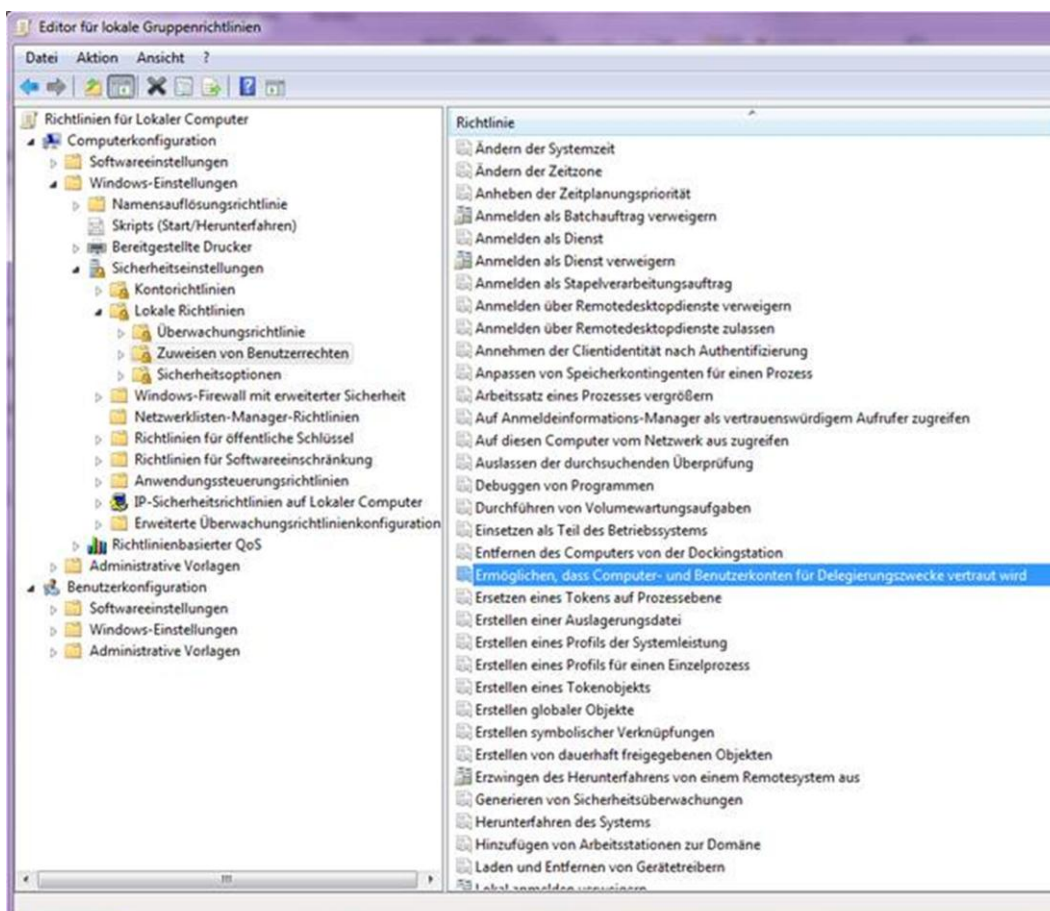 Editor für lokale Gruppenrichtlinien
Datei Aktion Ansicht ?
Richtlinien für Lokaler Computer
Computerkonfiguration
Softwareeinstellungen
Windows-Einstellungen
Namensauflösungsrichtlinie
Skripts (Start/Herunterfahren)
Bereitgestellte Drucker
Sicherheitseinstellungen
Kontorichtlinien
Lokale Richtlinien
Überwachungsrichtlinie
Zuweisen von Benutzerrechten
Sicherheitsoptionen
Windows-Firewall mit erweiterter Sicherheit
Netzwerklisten-Manager-Richtlinien
Richtlinien für öffentliche Schlüssel
Richtlinien für Softwareeinschränkung
Anwendungssteuerungsrichtlinien
IP-Sicherheitsrichtlinien auf Lokaler Computer
Erweiterte Überwachungsrichtlinienkonfiguration
Richtlinienbasierter QoS
Administrative Vorlagen
Benutzerkonfiguration
Softwareeinstellungen
Windows-Einstellungen
Administrative Vorlagen
Richtlinie
Ändern der Systemzeit
Ändern der Zeitzone
Anheben der Zeitplanungspriorität
Anmelden als Batchauftrag verweigern
Anmelden als Dienst
Anmelden als Dienst verweigern
Anmelden als Stapelverarbeitungsauftrag
Anmelden über Remotedesktopdienste verweigern
Anmelden über Remotedesktopdienste zulassen
Annehmen der Clientidentität nach Authentifizierung
Anpassen von Speicherkontingenten für einen Prozess
Arbeitssatz eines Prozesses vergrößern
Auf Anmeldeinformations-Manager als vertrauenswürdigem Aufrufer zugreifen
Auf diesen Computer vom Netzwerk aus zugreifen
Auslassen der durchsuchenden Überprüfung
Debuggen von Programmen
Durchführen von Volumewartungsaufgaben
Einsetzen als Teil des Betriebssystems
Entfernen des Computers von der Dockingstation
Ermöglichen, dass Computer- und Benutzerkonten für Delegierungszwecke vertraut wird
Ersetzen eines Tokens auf Prozessebene
Erstellen einer Auslagerungsdatei
Erstellen eines Profils der Systemleistung
Erstellen eines Profils für einen Einzelprozess
Erstellen eines Tokenobjekts
Erstellen globaler Objekte
Erstellen symbolischer Verknüpfungen
Erstellen von dauerhaft freigegebenen Objekten
Erzwingen des Herunterfahrens von einem Remotesystem aus
Generieren von Sicherheitsüberwachungen
Herunterfahren des Systems
Hinzufügen von Arbeitsstationen zur Domäne
Laden und Entfernen von Gerätetreibern
Lokal anmelden verweigern